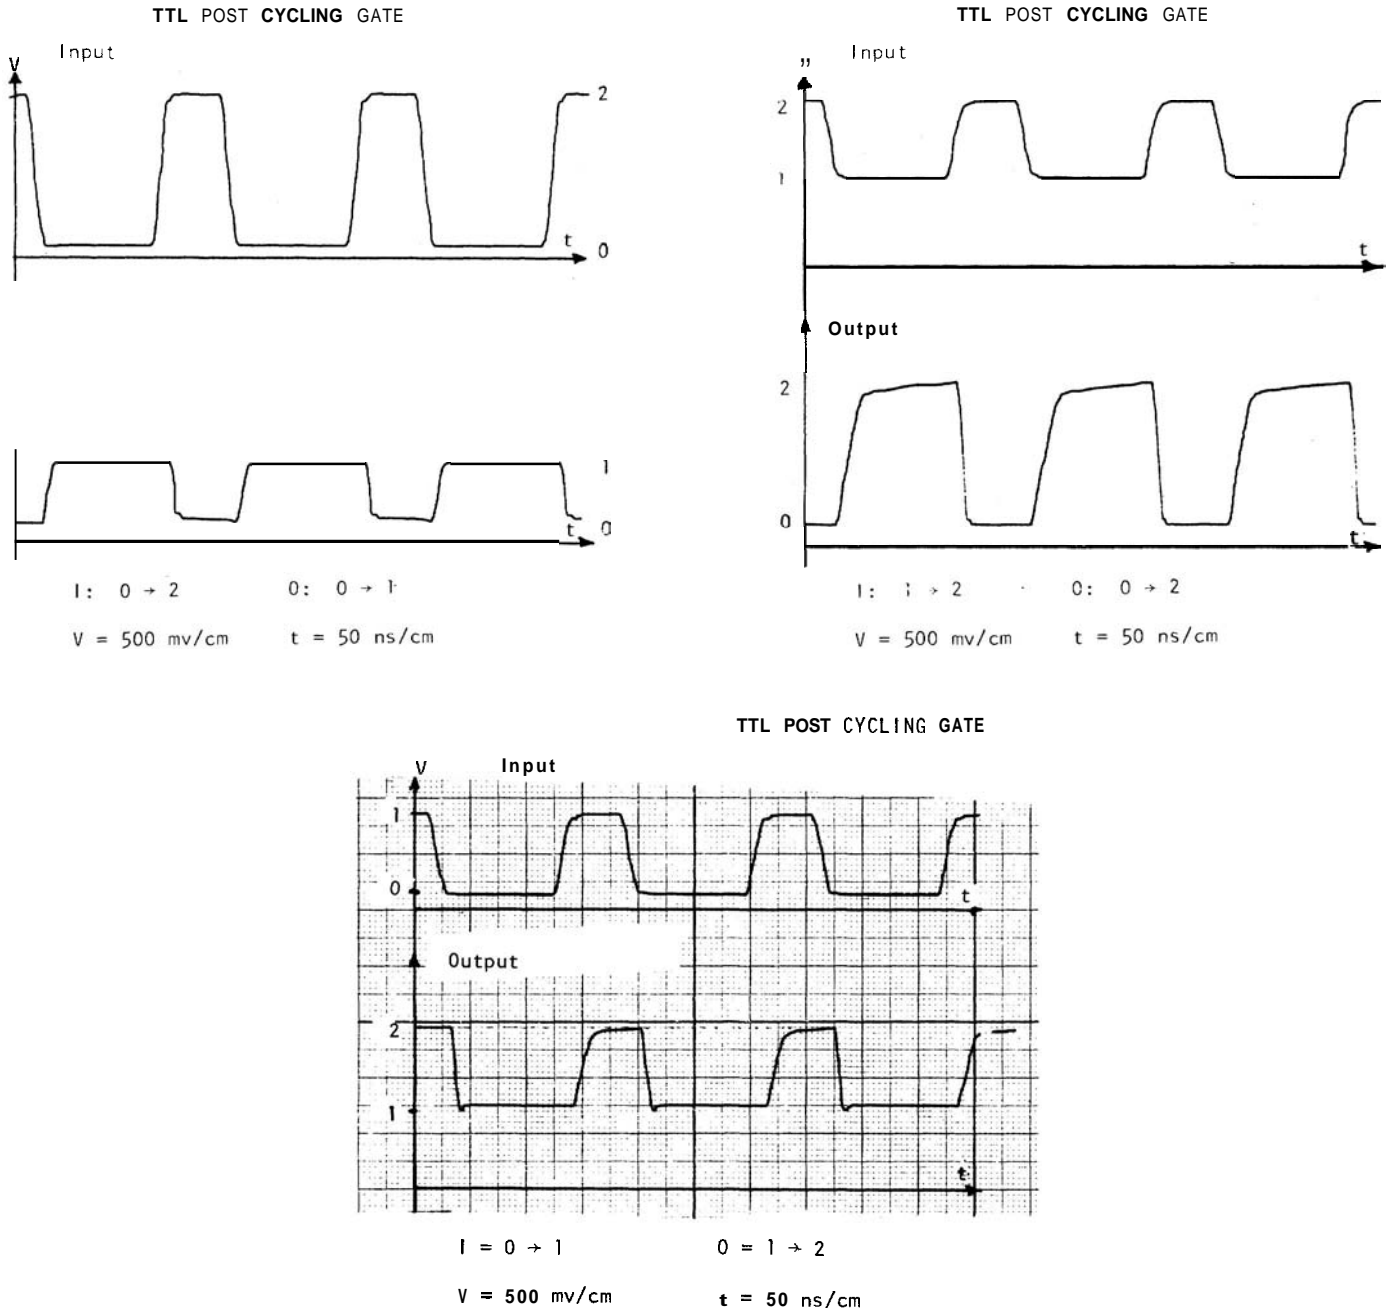 TTL POST CYCLING GATE
Input
V
2
t
0
1
t
0
I: 0 → 2 0: 0 → 1
V = 500 mv/cm t = 50 ns/cm
TTL POST CYCLING GATE
Input
"
2
1
t
Output
2
0
t
I: 1 → 2 0: 0 → 2
V = 500 mv/cm t = 50 ns/cm
TTL POST CYCLING GATE
V Input
1
0
t
Output
2
1
t
I = 0 → 1 0 = 1 → 2
V = 500 mv/cm t = 50 ns/cm